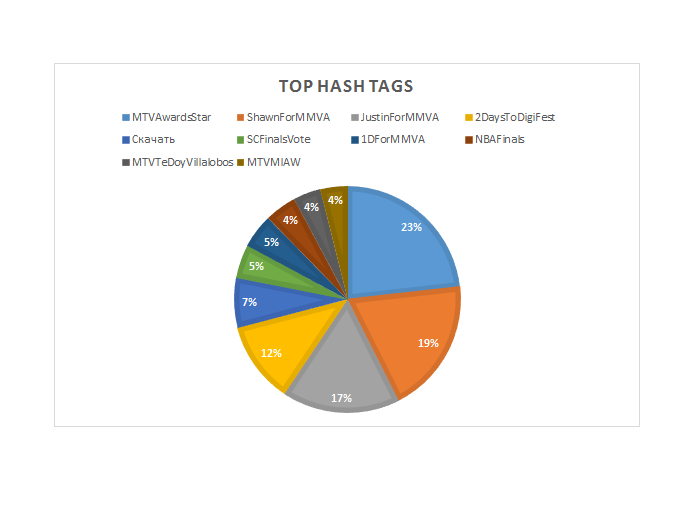 TOP HASH TAGS
MTVAwardsStar ShawnForMMVA JustinForMMVA 2DaysToDigiFest
Скачать SCFinalsVote 1DForMMVA NBAFinals
MTVTeDoyVillalobos MTVMIAW
4%
4%
4%
23%
5%
5%
7%
19%
12%
17%